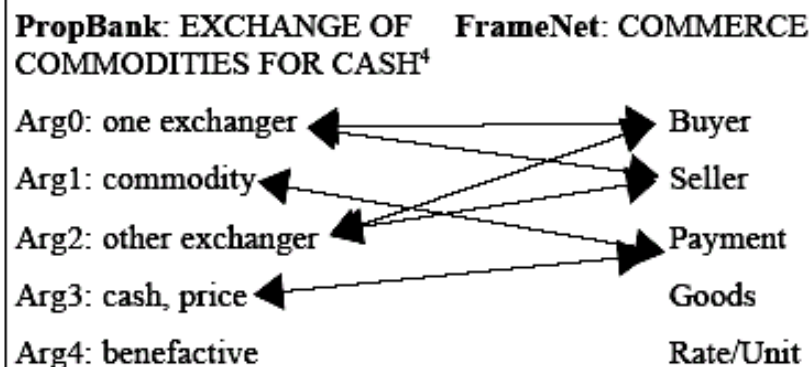 PropBank: EXCHANGE OF COMMODITIES FOR CASH⁴
FrameNet: COMMERCE
Arg0: one exchanger
Buyer
Arg1: commodity
Seller
Arg2: other exchanger
Payment
Arg3: cash, price
Goods
Arg4: benefactive
Rate/Unit